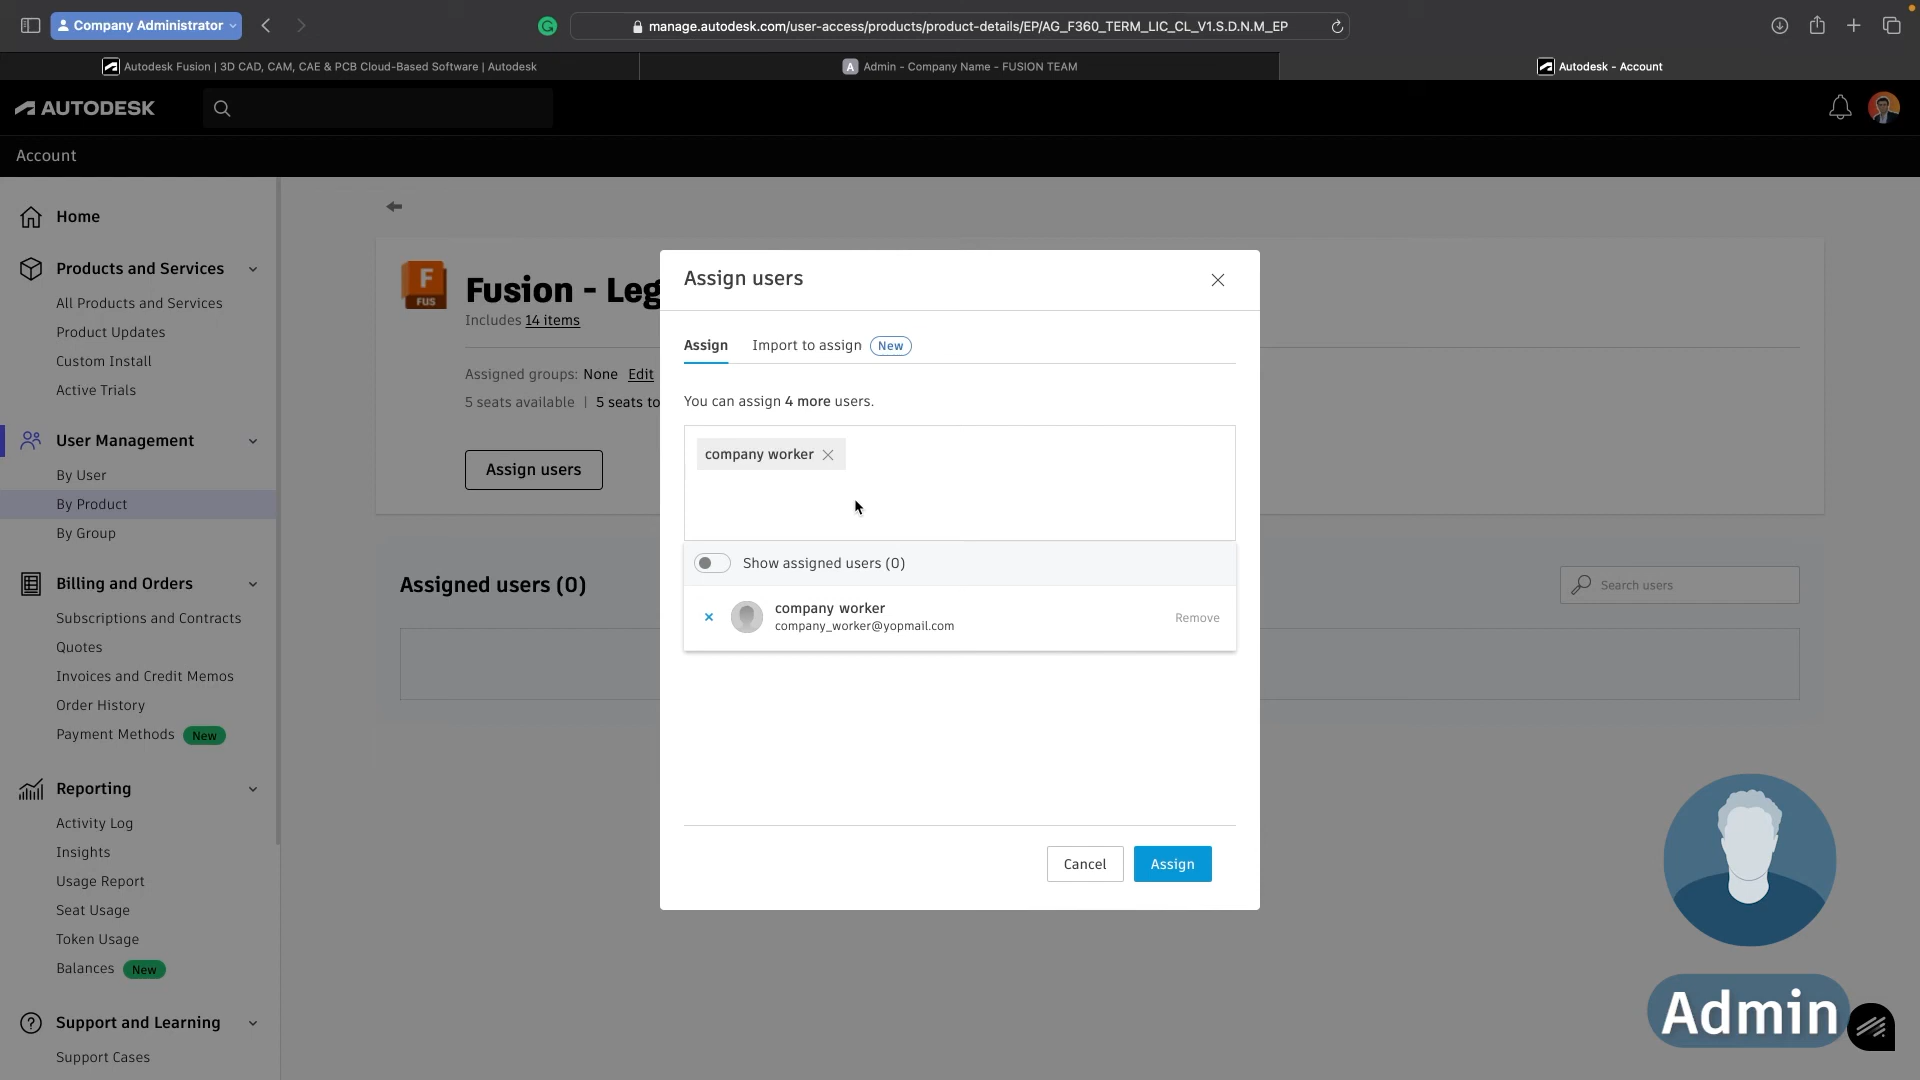 Company Administrator
manage.autodesk.com/user-access/products/product-details/EP/AG_F360_TERM_LIC_CL_V1.S.D.N.M_EP
Autodesk Fusion | 3D CAD, CAM, CAE & PCB Cloud-Based Software | Autodesk
A Admin - Company Name - FUSION TEAM
Autodesk - Account
AUTODESK
Account
Home
Products and Services
All Products and Services
Product Updates
Custom Install
Active Trials
User Management
By User
By Product
By Group
Billing and Orders
Subscriptions and Contracts
Quotes
Invoices and Credit Memos
Order History
Payment Methods New
Reporting
Activity Log
Insights
Usage Report
Seat Usage
Token Usage
Balances New
Support and Learning
Support Cases
F
FUS
Fusion - Leg
Includes 14 items
Assigned groups: None Edit
5 seats available | 5 seats to
Assign users
Assigned users (0)
Search users
Assign users
Assign Import to assign New
You can assign 4 more users.
company worker
Show assigned users (0)
company worker
company_worker@yopmail.com
Remove
Cancel Assign
Admin